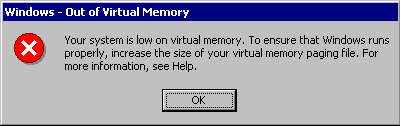 Windows - Out of Virtual Memory
Your system is low on virtual memory. To ensure that Windows runs
properly, increase the size of your virtual memory paging file. For
more information, see Help.
OK